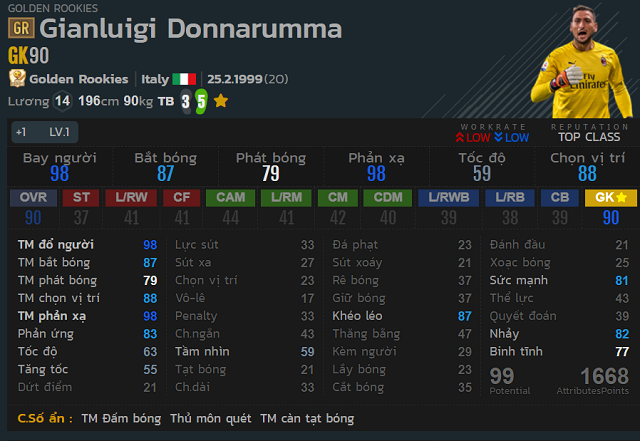 GOLDEN ROOKIES
GR Gianluigi Donnarumma
GK90
Golden Rookies Italy 25.2.1999(20)
Lương 14 196cm 90kg TB 3 5
+1 LV.1 WORKRATE LOW LOW REPUTATION TOP CLASS
Bay người Bắt bóng Phát bóng Phản xạ Tốc độ Chọn vị trí
98 87 79 98 59 88
OVR ST L/RW CF CAM L/RM CM CDM L/RWB L/RB CB GK
90 37 41 41 44 41 42 40 39 38 39 90
TM đổ người 98 Lực sút 33 Đá phạt 23 Đánh đầu 21
TM bắt bóng 87 Sút xa 27 Sút xoáy 21 Xoạc bóng 25
TM phát bóng 79 Chọn vị trí 23 Rê bóng 37 Sức mạnh 81
TM chọn vị trí 88 Vô-lê 17 Giữ bóng 37 Thể lực 43
TM phản xạ 98 Penalty 33 Khéo léo 87 Quyết đoán 39
Phản ứng 83 Ch.ngắn 43 Thăng bằng 47 Nhảy 82
Tốc độ 63 Tầm nhìn 59 Kèm người 29 Bình tĩnh 77
Tăng tốc 55 Tạt bóng 21 Lấy bóng 23 99 1668
Dứt điểm 21 Ch.dài 33 Cắt bóng 35 Potential AttributesPoints
C.Số ẩn : TM Đấm bóng Thủ môn quét TM cản tạt bóng